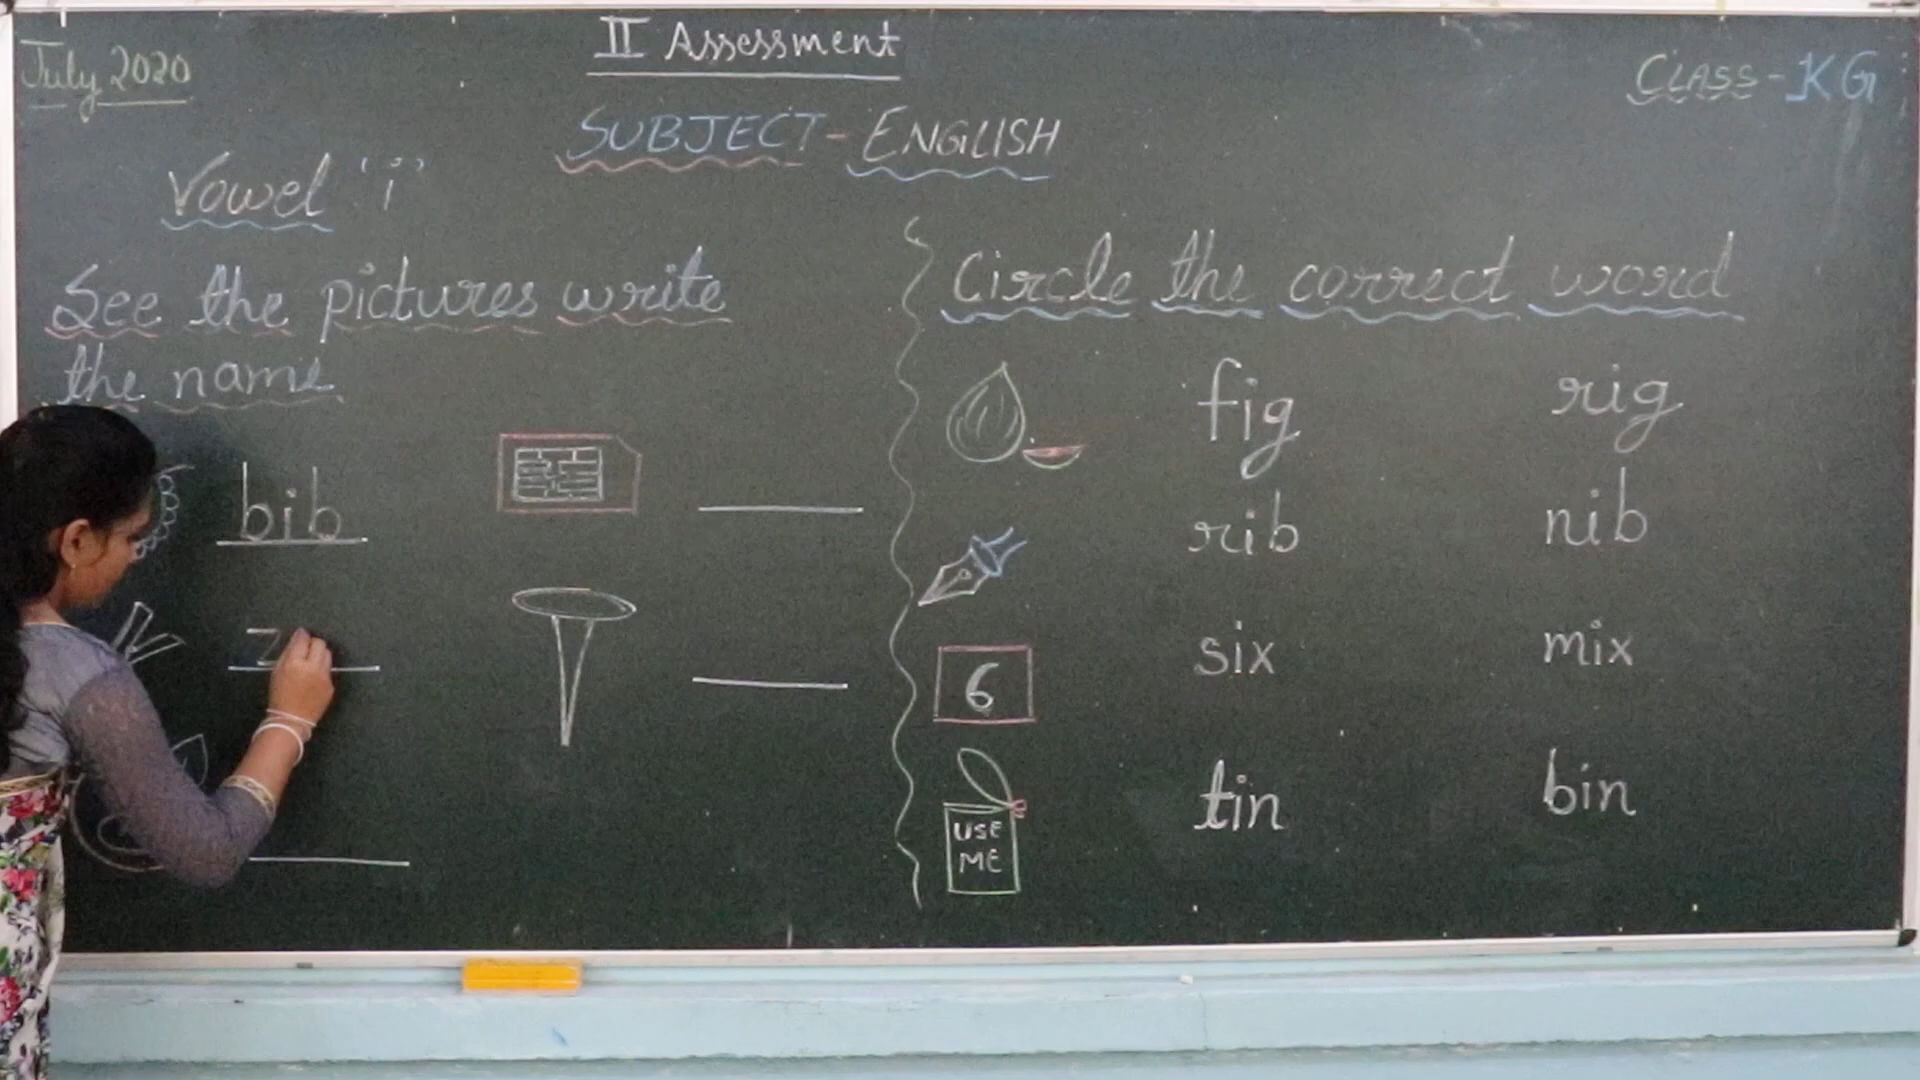 July 2020
II Assessment
CLASS - KG
SUBJECT - ENGLISH
Vowel 'i'
See the pictures write
the name
bib
z
Circle the correct word
fig rig
rib nib
6 six mix
USE
ME
tin bin